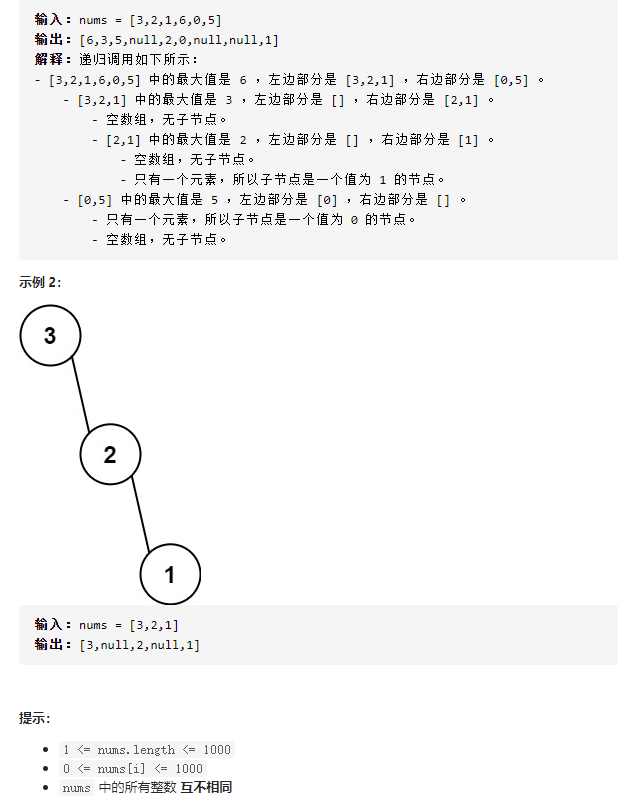 输入：nums = [3,2,1,6,0,5]
输出：[6,3,5,null,2,0,null,null,1]
解释：递归调用如下所示：
- [3,2,1,6,0,5] 中的最大值是 6 ，左边部分是 [3,2,1] ，右边部分是 [0,5] 。
- [3,2,1] 中的最大值是 3 ，左边部分是 [] ，右边部分是 [2,1] 。
- 空数组，无子节点。
- [2,1] 中的最大值是 2 ，左边部分是 [] ，右边部分是 [1] 。
- 空数组，无子节点。
- 只有一个元素，所以子节点是一个值为 1 的节点。
- [0,5] 中的最大值是 5 ，左边部分是 [0] ，右边部分是 [] 。
- 只有一个元素，所以子节点是一个值为 0 的节点。
- 空数组，无子节点。
示例 2：
3
2
1
输入：nums = [3,2,1]
输出：[3,null,2,null,1]
提示：
• 1 <= nums.length <= 1000
• 0 <= nums[i] <= 1000
• nums 中的所有整数 互不相同